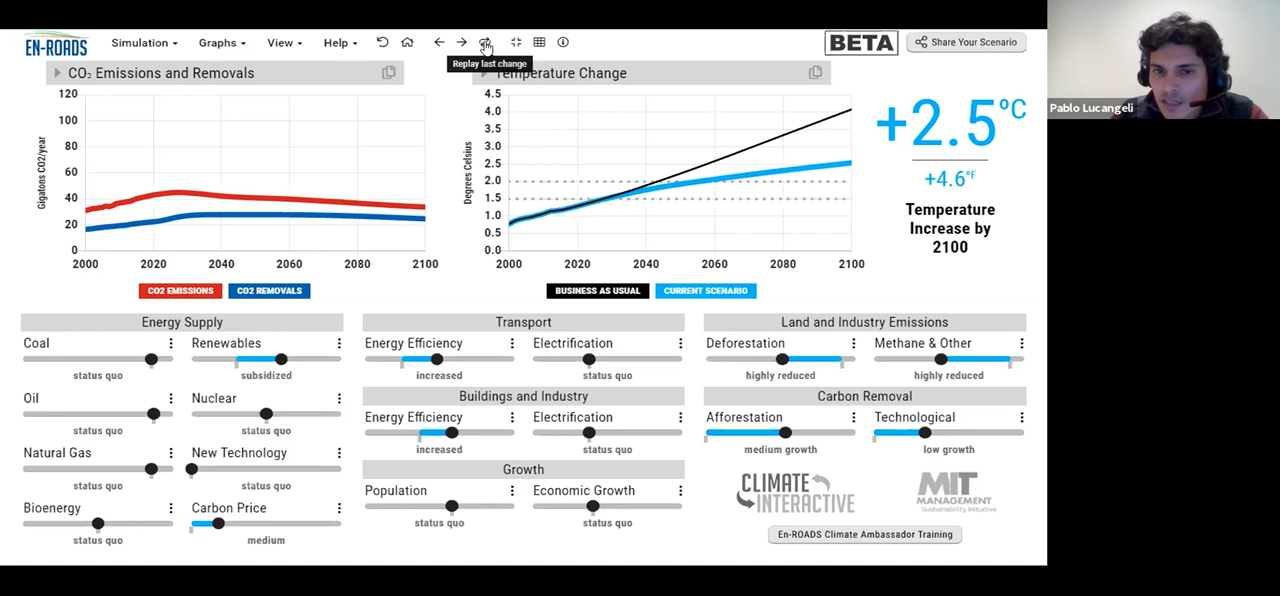 EN-ROADS
Simulation
Graphs
View
Help
BETA
Share Your Scenario
Replay last change
Pablo Lucangeli
CO₂ Emissions and Removals
Temperature Change
120
100
80
60
40
20
0
Gigatons CO2/year
2000
2020
2040
2060
2080
2100
CO2 EMISSIONS
CO2 REMOVALS
4.5
4.0
3.5
3.0
2.5
2.0
1.5
1.0
0.5
0.0
Degrees Celsius
2000
2020
2040
2060
2080
2100
BUSINESS AS USUAL
CURRENT SCENARIO
+2.5°C
+4.6°F
Temperature
Increase by
2100
Energy Supply
Coal
status quo
Renewables
subsidized
Oil
status quo
Nuclear
status quo
Natural Gas
status quo
New Technology
status quo
Bioenergy
status quo
Carbon Price
medium
Transport
Energy Efficiency
increased
Electrification
status quo
Buildings and Industry
Energy Efficiency
increased
Electrification
status quo
Growth
Population
status quo
Economic Growth
status quo
Land and Industry Emissions
Deforestation
highly reduced
Methane & Other
highly reduced
Carbon Removal
Afforestation
medium growth
Technological
low growth
CLIMATE
INTERACTIVE
MIT
MANAGEMENT
Sustainability Initiative
En-ROADS Climate Ambassador Training